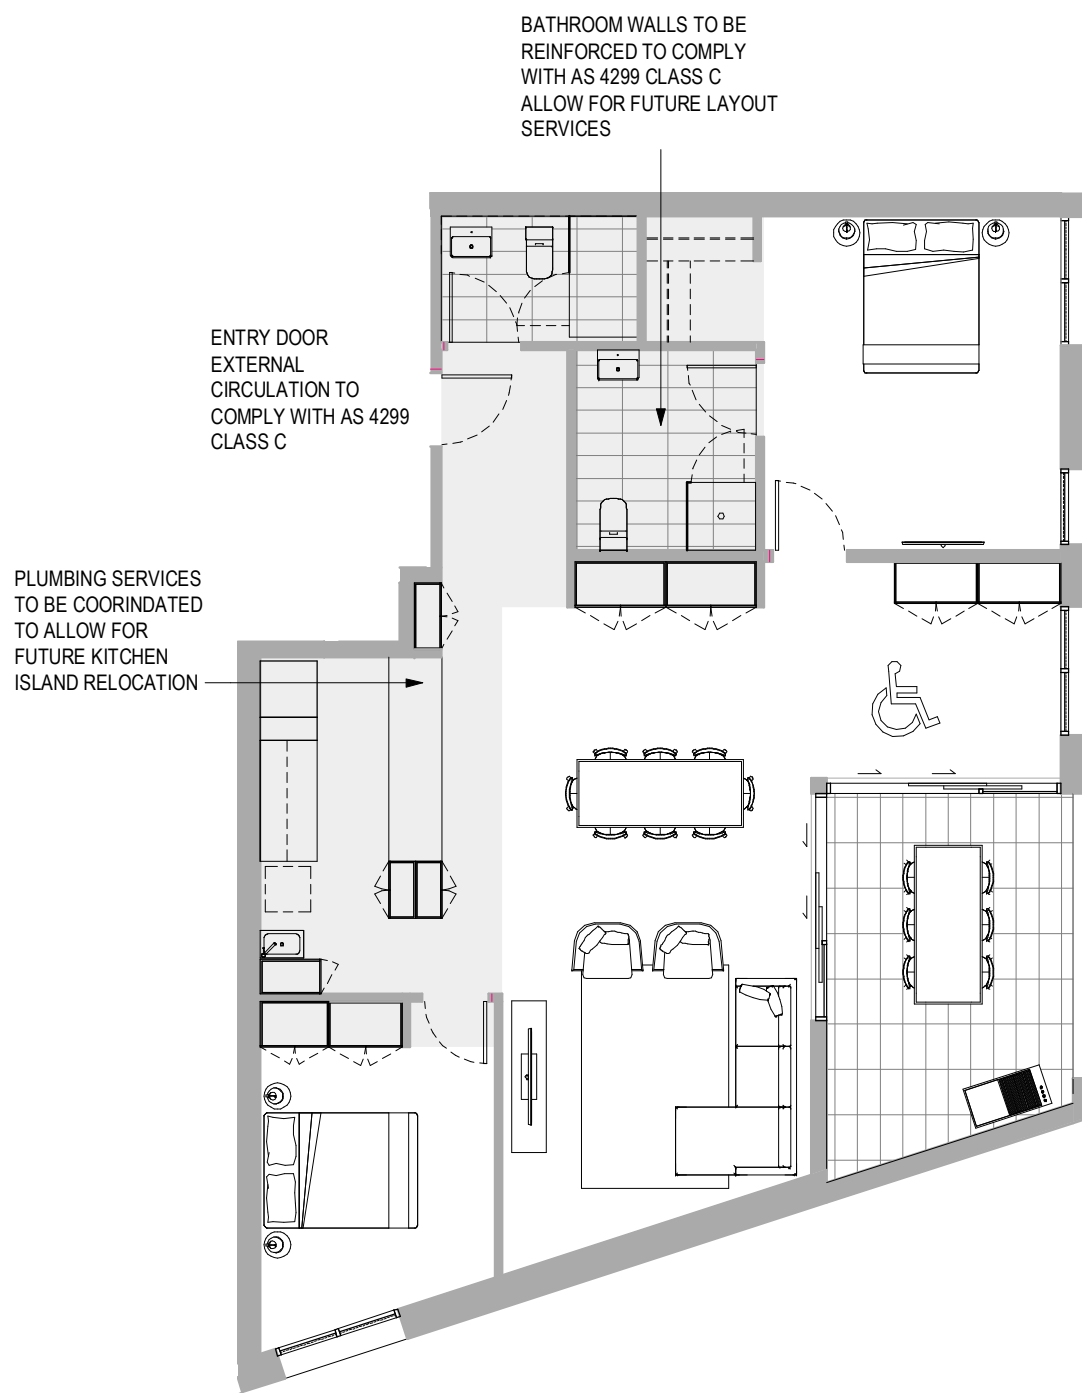 BATHROOM WALLS TO BE
REINFORCED TO COMPLY
WITH AS 4299 CLASS C
ALLOW FOR FUTURE LAYOUT
SERVICES
ENTRY DOOR
EXTERNAL
CIRCULATION TO
COMPLY WITH AS 4299
CLASS C
PLUMBING SERVICES
TO BE COORINDATED
TO ALLOW FOR
FUTURE KITCHEN
ISLAND RELOCATION